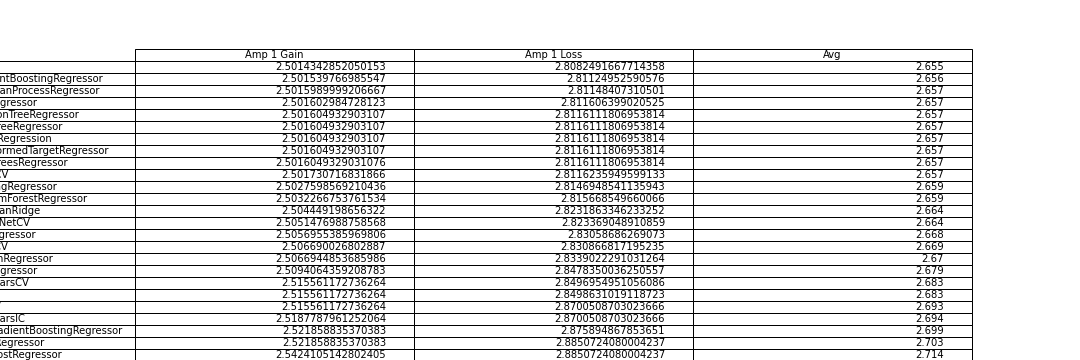 Amp 1 Gain Amp 1 Loss Avg
2.5014342852050153 2.8082491667714358 2.655
ntBoostingRegressor 2.501539766985547 2.81124952590576 2.656
anProcessRegressor 2.5015989999206667 2.81148407310501 2.657
gressor 2.501602984728123 2.811606399020525 2.657
onTreeRegressor 2.501604932903107 2.8116111806953814 2.657
reeRegressor 2.501604932903107 2.8116111806953814 2.657
Regression 2.501604932903107 2.8116111806953814 2.657
ormedTargetRegressor 2.501604932903107 2.8116111806953814 2.657
reesRegressor 2.5016049329031076 2.8116111806953814 2.657
CV 2.501730716831866 2.8116235949599133 2.657
ngRegressor 2.5027598569210436 2.8146948541135943 2.659
mForestRegressor 2.5032266753761534 2.815668549660066 2.659
anRidge 2.504449198656322 2.8231863346233252 2.664
NetCV 2.5051476988758568 2.823369048910859 2.664
gressor 2.5056955385969806 2.83058686269073 2.668
CV 2.506690026802887 2.830866817195235 2.669
nRegressor 2.5066944853685986 2.8339022291031264 2.67
gressor 2.5094064359208783 2.8478350036250557 2.679
arsCV 2.515561172736264 2.8496954951056086 2.683
2.515561172736264 2.8498631019118723 2.683
2.515561172736264 2.8700508703023666 2.693
arsIC 2.5187787961252064 2.8700508703023666 2.694
adientBoostingRegressor 2.521858835370383 2.875894867853651 2.699
Regressor 2.521858835370383 2.8850724080004237 2.703
ostRegressor 2.5424105142802405 2.8850724080004237 2.714